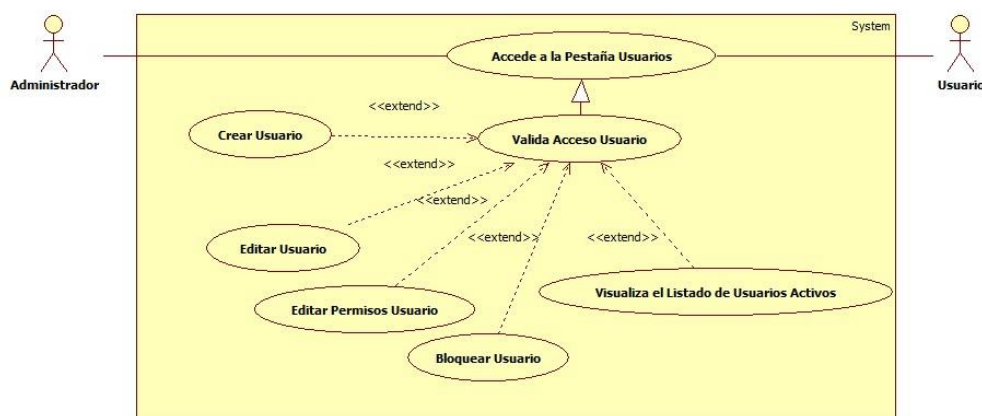 System
Administrador
Usuario
Accede a la Pestaña Usuarios
<<extend>>
Crear Usuario
Valida Acceso Usuario
<<extend>>
<<extend>>
<<extend>>
<<extend>>
Editar Usuario
Editar Permisos Usuario
Visualiza el Listado de Usuarios Activos
Bloquear Usuario